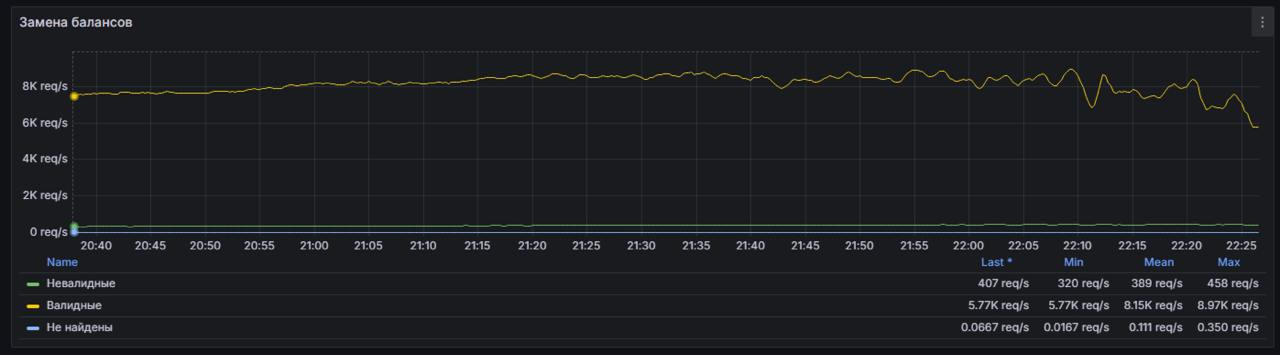 Замена балансов
8K req/s
6K req/s
4K req/s
2K req/s
0 req/s
20:40 20:45 20:50 20:55 21:00 21:05 21:10 21:15 21:20 21:25 21:30 21:35 21:40 21:45 21:50 21:55 22:00 22:05 22:10 22:15 22:20 22:25
Name Last * Min Mean Max
Невалидные 407 req/s 320 req/s 389 req/s 458 req/s
Валидные 5.77K req/s 5.77K req/s 8.15K req/s 8.97K req/s
Не найдены 0.0667 req/s 0.0167 req/s 0.111 req/s 0.350 req/s